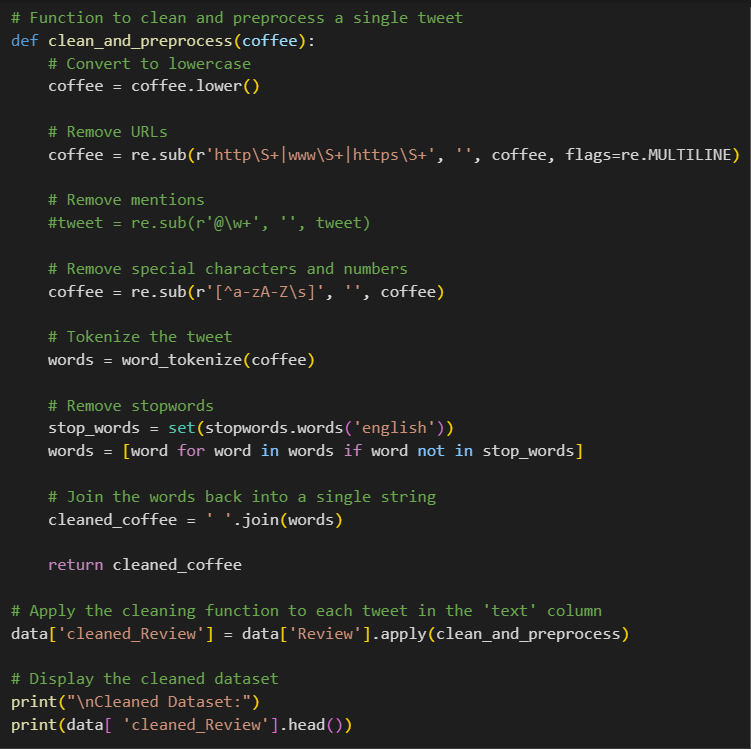 # Function to clean and preprocess a single tweet
def clean_and_preprocess(coffee):
    # Convert to lowercase
    coffee = coffee.lower()

    # Remove URLs
    coffee = re.sub(r'http\S+|www\S+|https\S+', '', coffee, flags=re.MULTILINE)

    # Remove mentions
    #tweet = re.sub(r'@\w+', '', tweet)

    # Remove special characters and numbers
    coffee = re.sub(r'[^a-zA-Z\s]', '', coffee)

    # Tokenize the tweet
    words = word_tokenize(coffee)

    # Remove stopwords
    stop_words = set(stopwords.words('english'))
    words = [word for word in words if word not in stop_words]

    # Join the words back into a single string
    cleaned_coffee = ' '.join(words)

    return cleaned_coffee

# Apply the cleaning function to each tweet in the 'text' column
data['cleaned_Review'] = data['Review'].apply(clean_and_preprocess)

# Display the cleaned dataset
print("\nCleaned Dataset:")
print(data[ 'cleaned_Review'].head())